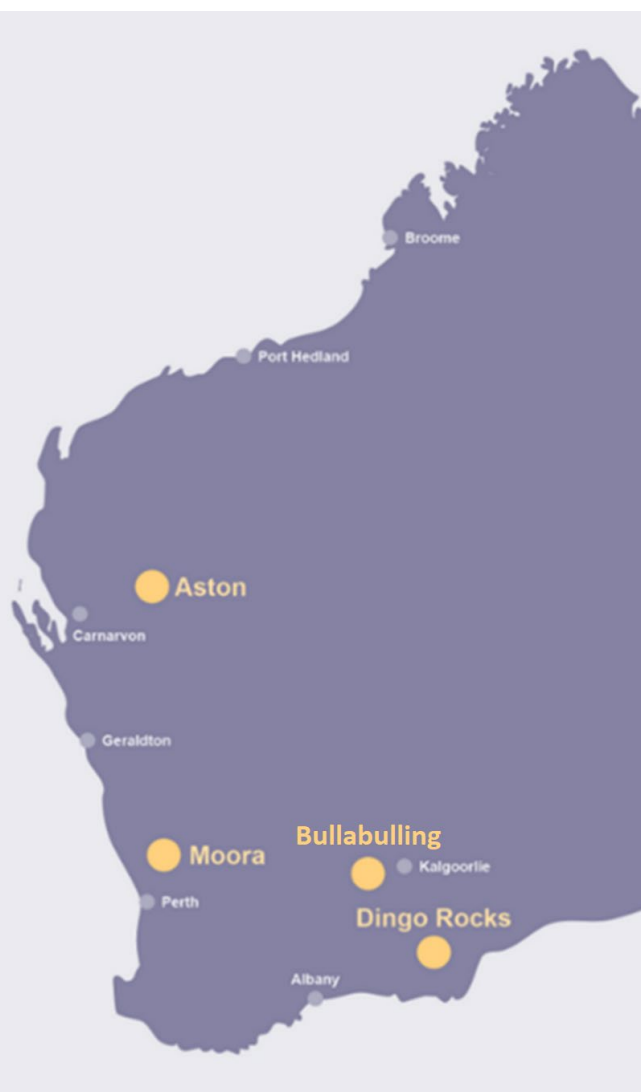 Broome
Port Hedland
Aston
Carnarvon
Geraldton
Bullabulling
Moora
Kalgoorlie
Perth
Dingo Rocks
Albany